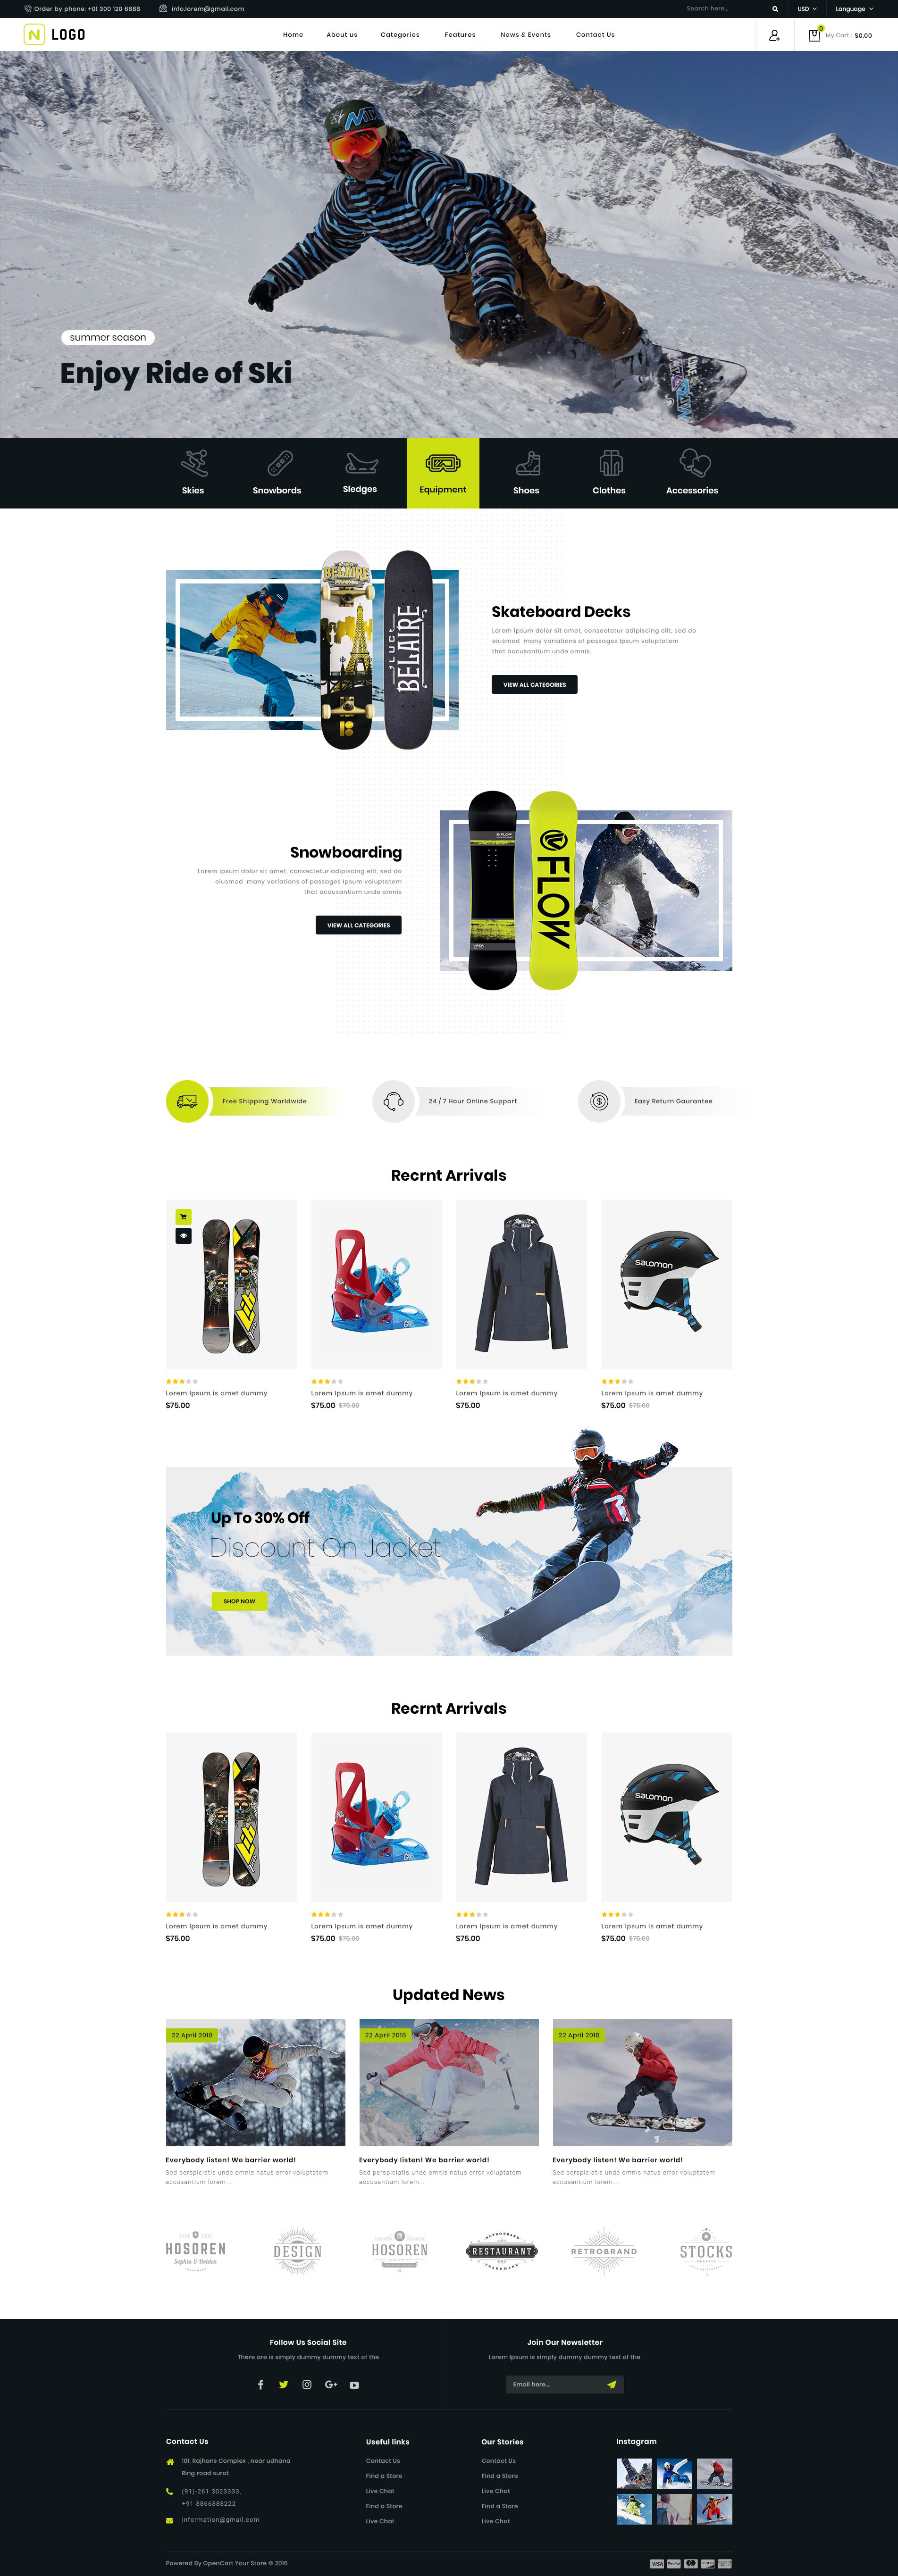 Order by phone: +01 300 120 6688
info.lorem@gmail.com
Search here...
USD
Language
N LOGO
Home
About us
Categories
Features
News & Events
Contact Us
0
My Cart : $0.00
summer season
Enjoy Ride of Ski
Skies
Snowbords
Sledges
Equipment
Shoes
Clothes
Accessories
BELAIRE
BELAIRE
Skateboard Decks
Lorem ipsum dolor sit amet, consectetur adipiscing elit, sed do
eiusmod many variations of passages Ipsum voluptatem
that accusantium unde omnis.
VIEW ALL CATEGORIES
Snowboarding
Lorem ipsum dolor sit amet, consectetur adipiscing elit, sed do
eiusmod many variations of passages Ipsum voluptatem
that accusantium unde omnis
VIEW ALL CATEGORIES
FLOW
FLOW
Free Shipping Worldwide
24 / 7 Hour Online Support
Easy Return Gaurantee
Recrnt Arrivals
salomon
Lorem Ipsum is amet dummy
$75.00
Lorem Ipsum is amet dummy
$75.00 $75.00
Lorem Ipsum is amet dummy
$75.00
Lorem Ipsum is amet dummy
$75.00 $75.00
Up To 30% Off
Discount On Jacket
SHOP NOW
Recrnt Arrivals
salomon
Lorem Ipsum is amet dummy
$75.00
Lorem Ipsum is amet dummy
$75.00 $75.00
Lorem Ipsum is amet dummy
$75.00
Lorem Ipsum is amet dummy
$75.00 $75.00
Updated News
22 April 2018
22 April 2018
22 April 2018
Everybody listen! We barrier world!
Sed perspiciatis unde omnis natus error voluptatem
accusantium lorem...
Everybody listen! We barrier world!
Sed perspiciatis unde omnis natus error voluptatem
accusantium lorem...
Everybody listen! We barrier world!
Sed perspiciatis unde omnis natus error voluptatem
accusantium lorem...
HOSOREN
Sophia & Holden
DESIGN
HOSOREN
RETROBRAND
RESTAURANT
TRADEMARK
RETROBRAND
STOCKS
CLASSIC
Follow Us Social Site
There are is simply dummy dummy text of the
Join Our Newsletter
Lorem Ipsum is simply dummy dummy text of the
Email here....
Contact Us
101, Rajhans Complex , near udhana
Ring road surat
(91)-261 3023333,
+91 8866888222
information@gmail.com
Useful links
Contact Us
Find a Store
Live Chat
Find a Store
Live Chat
Our Stories
Contact Us
Find a Store
Live Chat
Find a Store
Live Chat
Instagram
Powered By OpenCart Your Store © 2016
VISA
PayPal